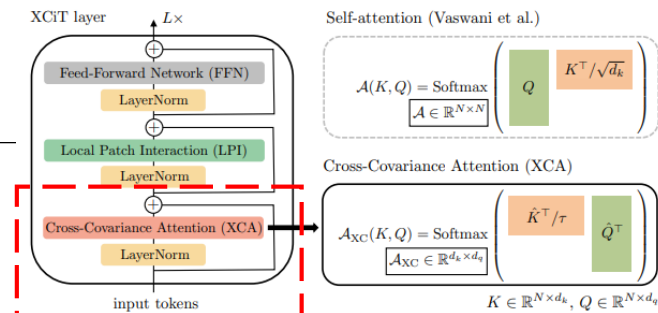 XCiT layer
L×
Feed-Forward Network (FFN)
LayerNorm
Local Patch Interaction (LPI)
LayerNorm
Cross-Covariance Attention (XCA)
LayerNorm
input tokens
Self-attention (Vaswani et al.)
𝒜(K, Q) = Softmax
𝒜 ∈ ℝ^{N×N}
Q
K^⊤/√d_k
Cross-Covariance Attention (XCA)
𝒜_XC(K, Q) = Softmax
𝒜_XC ∈ ℝ^{d_k×d_q}
K̂^⊤/τ
Q̂^⊤
K ∈ ℝ^{N×d_k}, Q ∈ ℝ^{N×d_q}